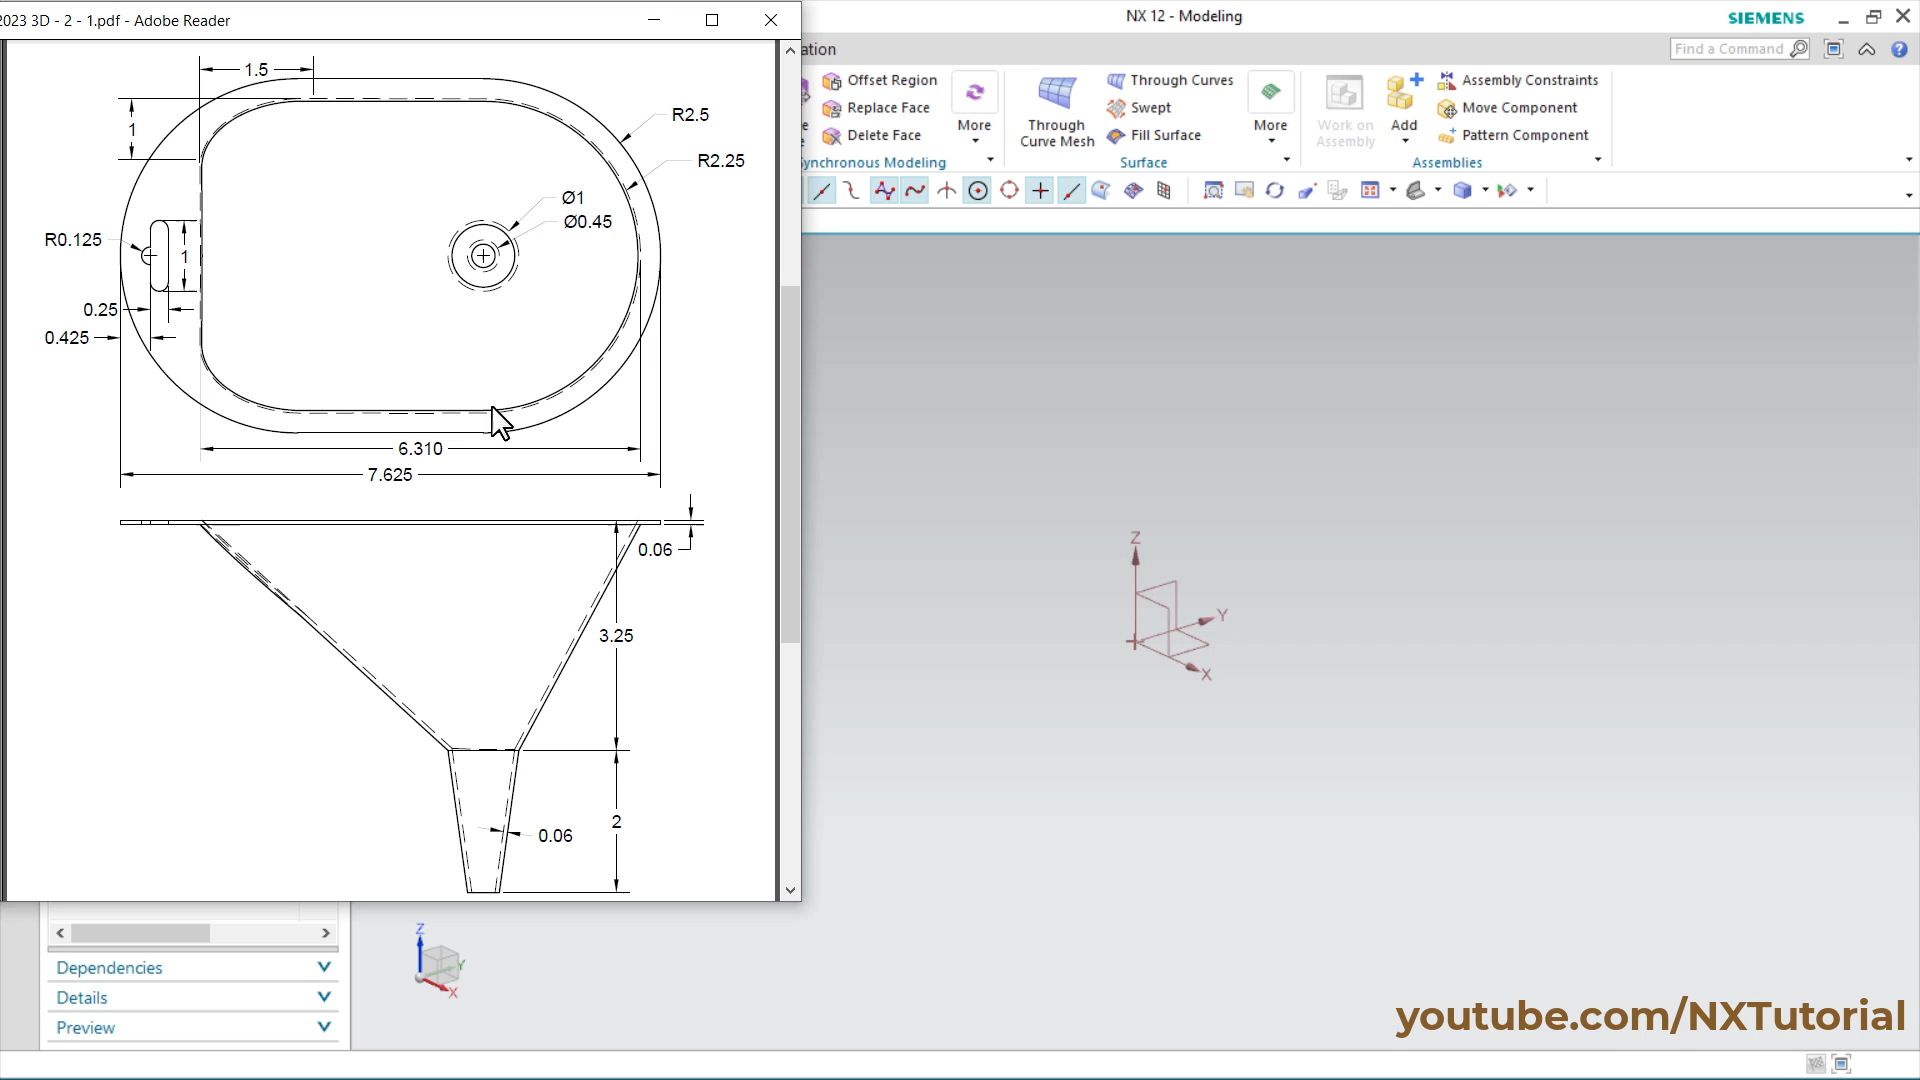 2023 3D - 2 - 1.pdf - Adobe Reader
NX 12 - Modeling
SIEMENS
ation
Find a Command
Offset Region
Replace Face
Delete Face
More
Synchronous Modeling
Through
Curve Mesh
Through Curves
Swept
Fill Surface
More
Surface
Work on
Assembly
Add
Assembly Constraints
Move Component
Pattern Component
Assemblies
1.5
1
R2.5
R2.25
Ø1
Ø0.45
R0.125
1
0.25
0.425
6.310
7.625
0.06
3.25
0.06
2
Z
Y
X
Z
Y
X
Dependencies
Details
Preview
youtube.com/NXTutorial